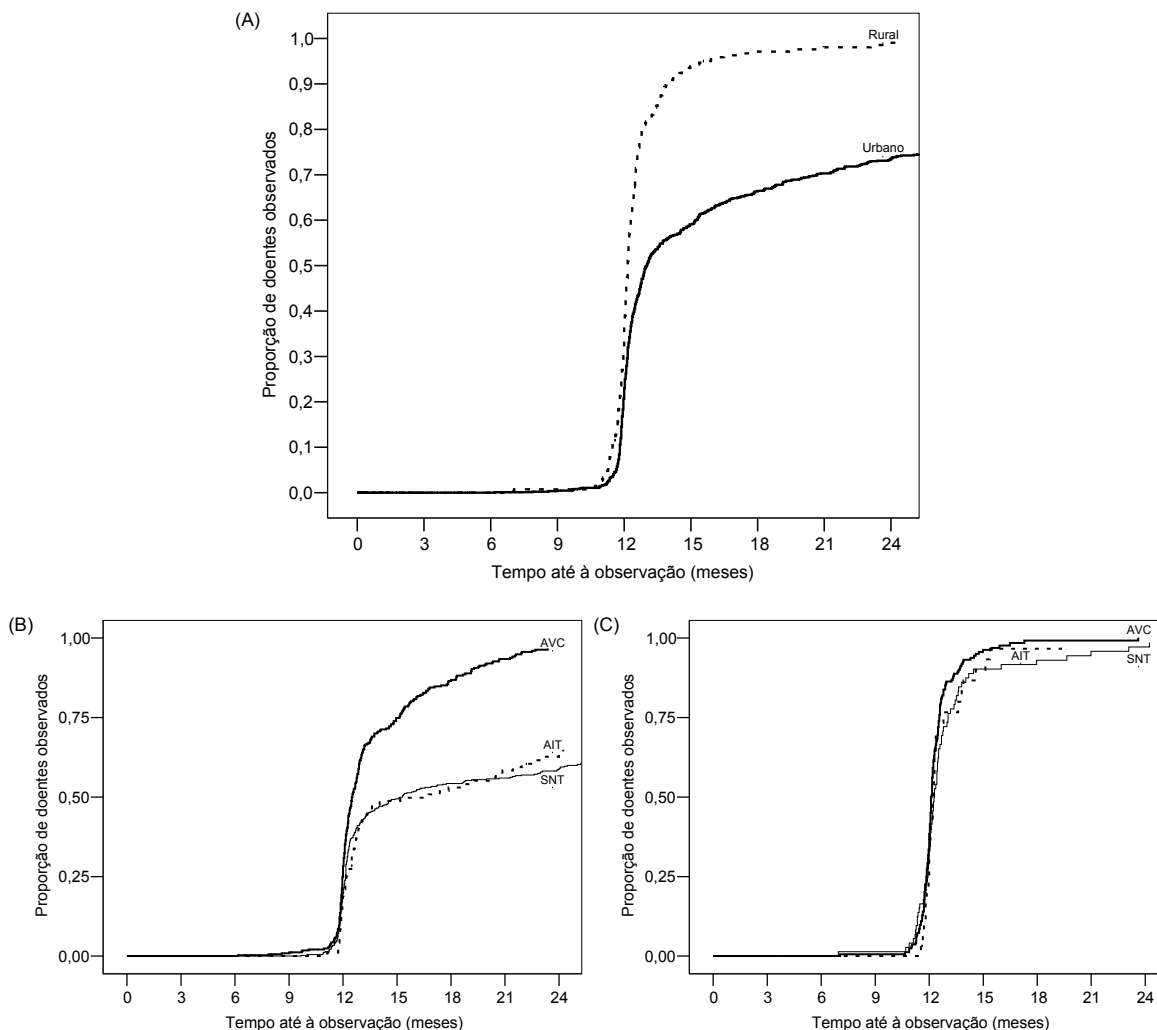 (A)
Proporção de doentes observados
1,0
0,9
0,8
0,7
0,6
0,5
0,4
0,3
0,2
0,1
0,0
Rural
Urbano
0 3 6 9 12 15 18 21 24
Tempo até à observação (meses)
(B)
Proporção de doentes observados
1,00
0,75
0,50
0,25
0,00
AVC
AIT
SNT
0 3 6 9 12 15 18 21 24
Tempo até à observação (meses)
(C)
Proporção de doentes observados
1,00
0,75
0,50
0,25
0,00
AVC
AIT
SNT
0 3 6 9 12 15 18 21 24
Tempo até à observação (meses)